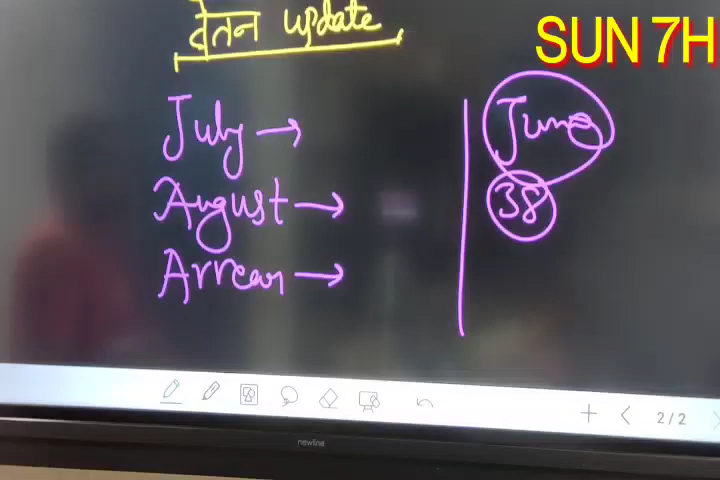 वेतन update
SUN 7H
July →
June
August →
38
Arrear →
2/2
newline